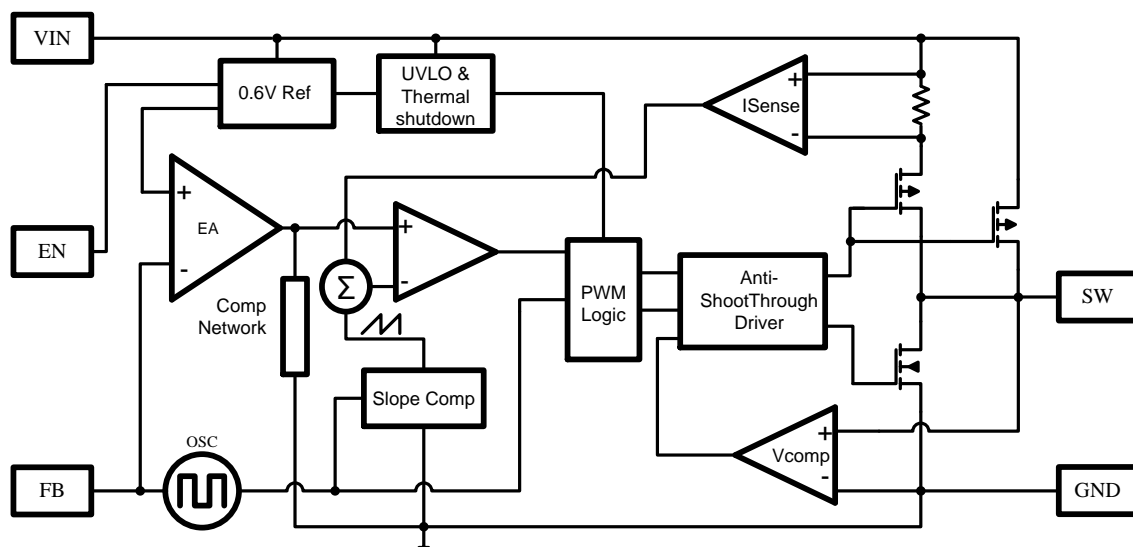 VIN
0.6V Ref
UVLO &
Thermal
shutdown
+
ISense
-
+
EA
-
+
-
EN
Σ
Comp
Network
PWM
Logic
Anti-
ShootThrough
Driver
SW
Slope Comp
OSC
+
Vcomp
-
FB
GND